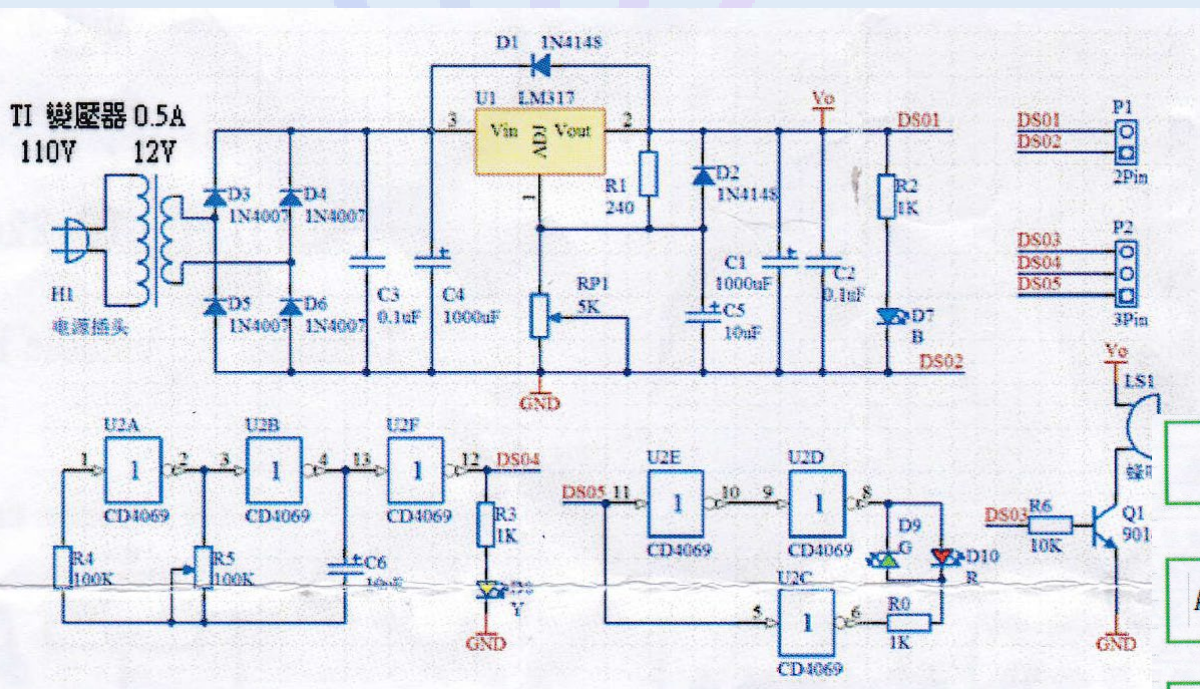 D1 1N4148
TI 變壓器 0.5A
110V 12V
U1 LM317
3 Vin Vout 2
ADJ
1
Vo
DS01
P1
DS01
DS02
2Pin
D3
1N4007
D4
1N4007
R1
240
D2
1N4148
R2
1K
H1
电源插头
D5
1N4007
D6
1N4007
C3
0.1uF
C4
1000uF
RP1
5K
C1
1000uF
C2
0.1uF
C5
10uF
D7
B
DS02
GND
P2
DS03
DS04
DS05
3Pin
Vo
LS1
U2A
1 1 2
CD4069
U2B
3 1 4
CD4069
U2F
13 1 12
CD4069
DS04
R4
100K
R5
100K
C6
R3
1K
Y
GND
U2E
DS05 11 1 10
CD4069
U2D
9 1 8
CD4069
D9
G
D10
R
U2C
5 1 6
CD4069
R0
1K
DS03
R6
10K
Q1
GND